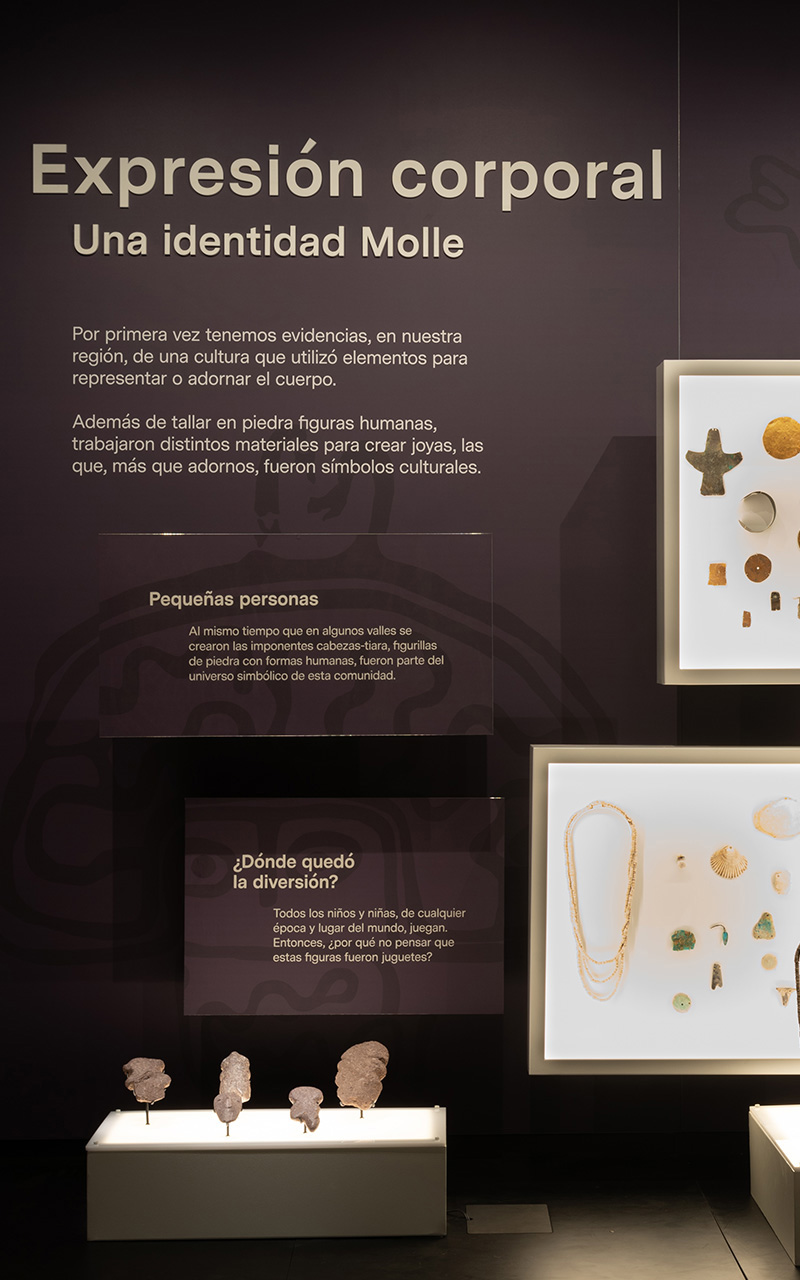 Expresión corporal
Una identidad Molle
Por primera vez tenemos evidencias, en nuestra
región, de una cultura que utilizó elementos para
representar o adornar el cuerpo.
Además de tallar en piedra figuras humanas,
trabajaron distintos materiales para crear joyas, las
que, más que adornos, fueron símbolos culturales.
Pequeñas personas
Al mismo tiempo que en algunos valles se
crearon las imponentes cabezas-tiara, figurillas
de piedra con formas humanas, fueron parte del
universo simbólico de esta comunidad.
¿Dónde quedó
la diversión?
Todos los niños y niñas, de cualquier
época y lugar del mundo, juegan.
Entonces, ¿por qué no pensar que
estas figuras fueron juguetes?